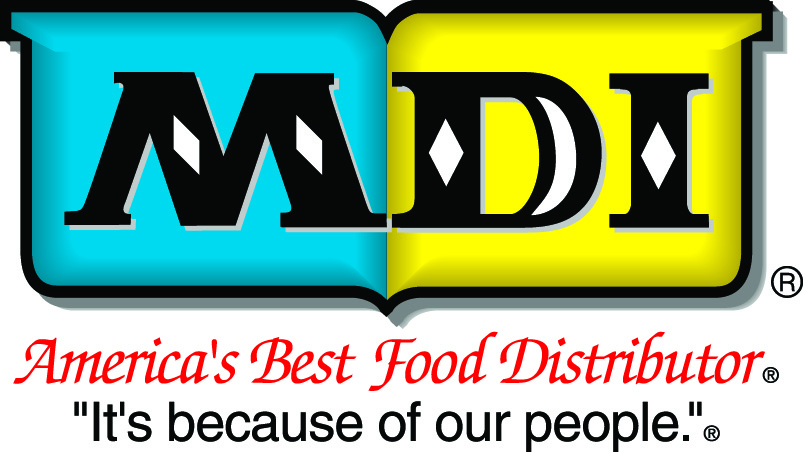 MDI®
America's Best Food Distributor®
"It's because of our people."®